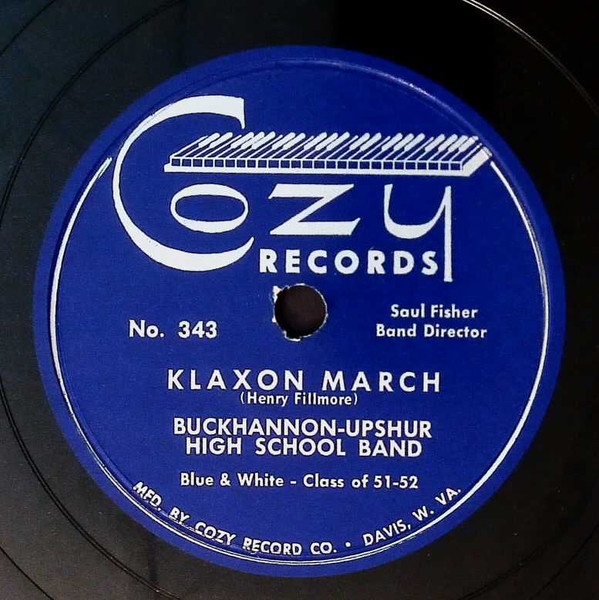 Cozy
RECORDS
No. 343
Saul Fisher
Band Director
KLAXON MARCH
(Henry Fillmore)
BUCKHANNON-UPSHUR
HIGH SCHOOL BAND
Blue & White - Class of 51-52
MFD. BY COZY RECORD CO. • DAVIS, W. VA.